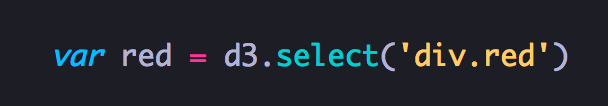 var red = d3.select('div.red')